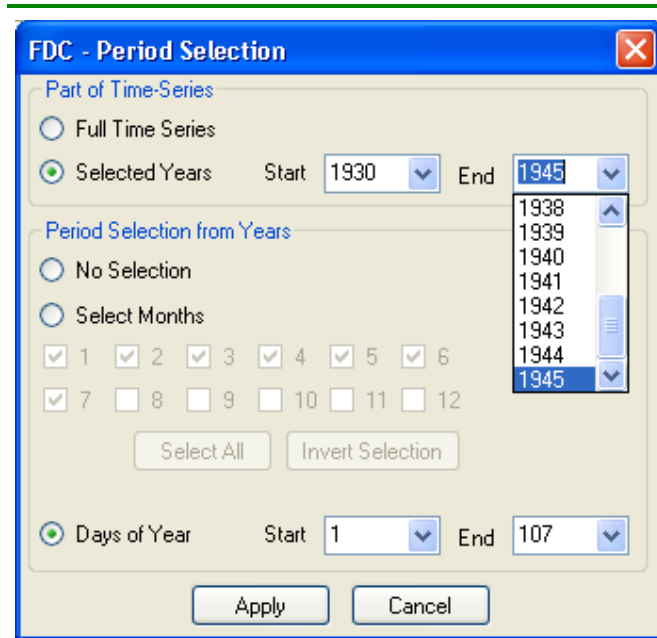 FDC - Period Selection
Part of Time-Series
Full Time Series
Selected Years Start 1930 End 1945
1938
1939
1940
1941
1942
1943
1944
1945
Period Selection from Years
No Selection
Select Months
1 2 3 4 5 6
7 8 9 10 11 12
Select All Invert Selection
Days of Year Start 1 End 107
Apply Cancel